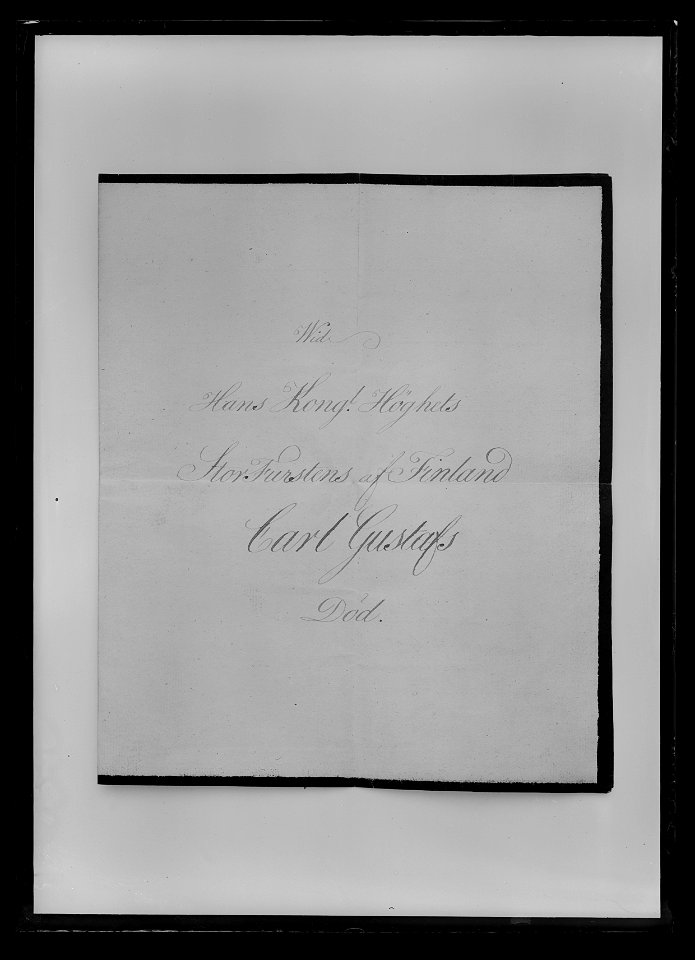 Wid
Hans Kongl. Höghets
Stor.Furstens af Finland
Carl Gustafs
Död.